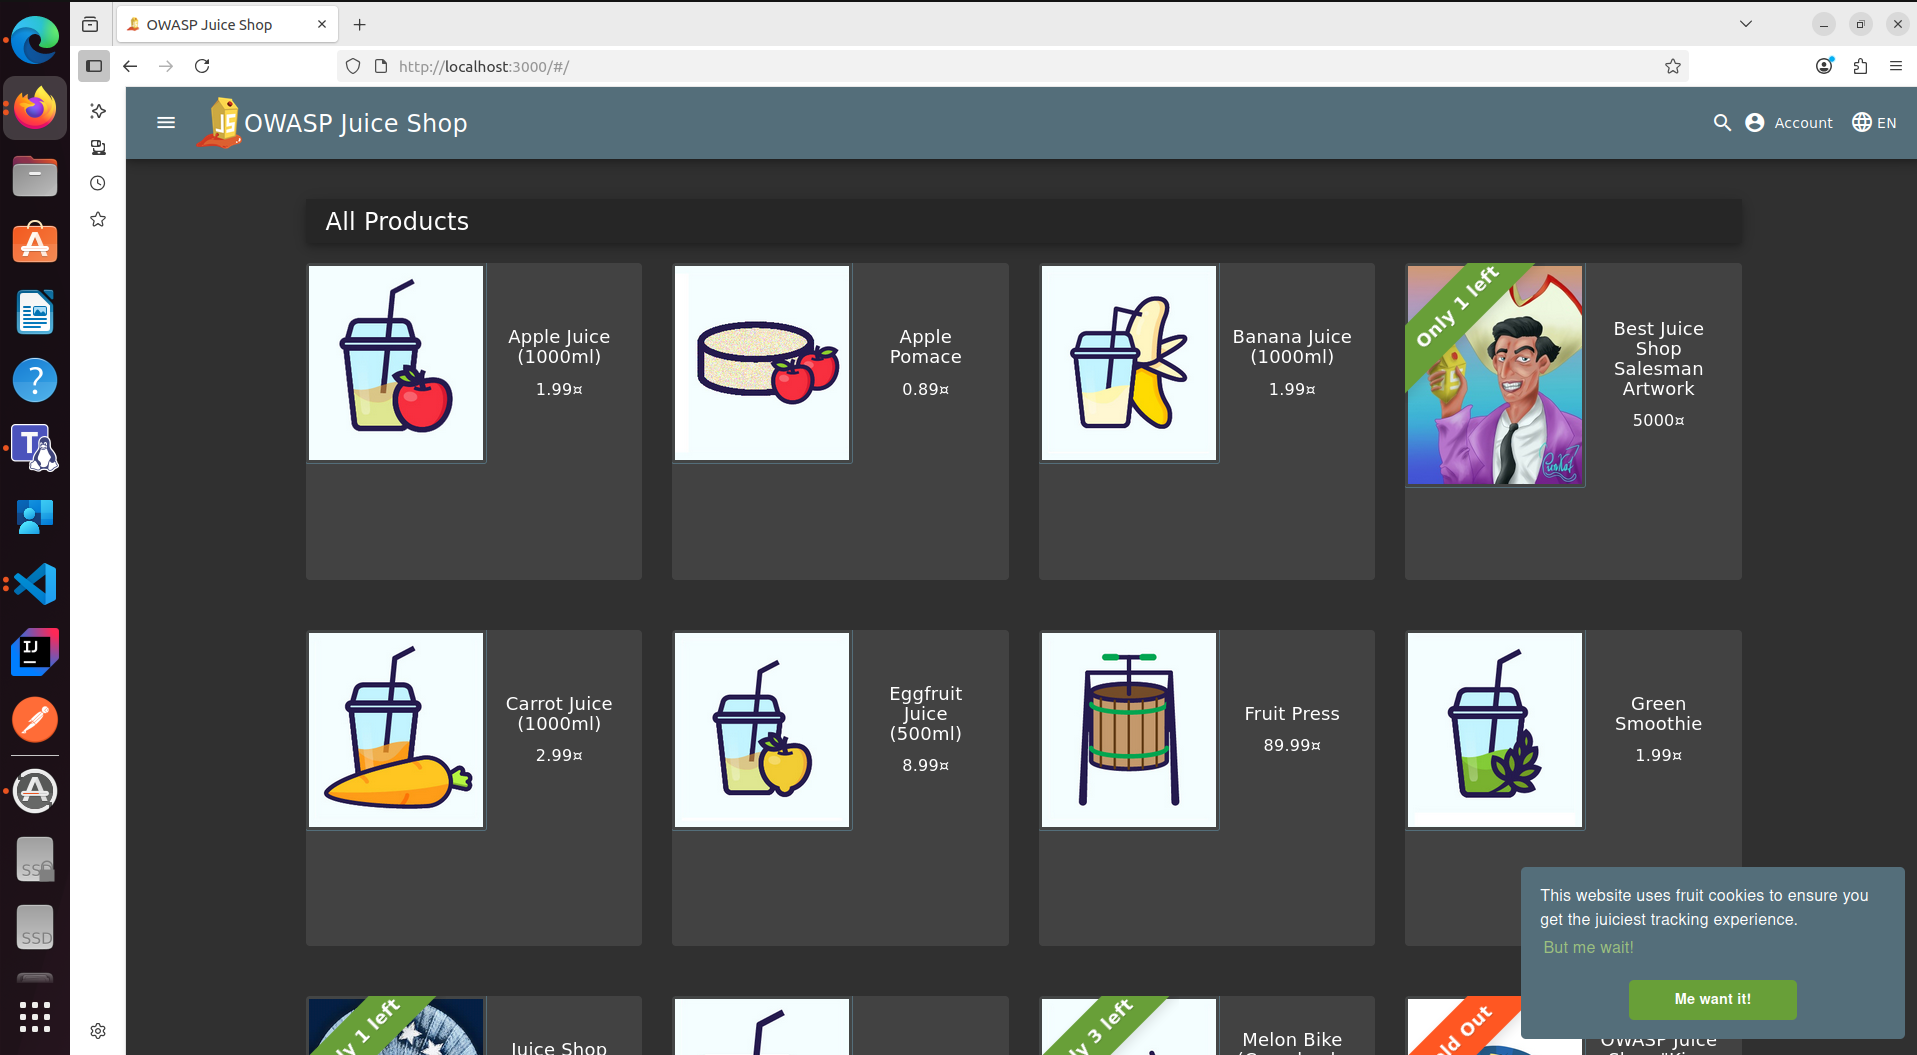 OWASP Juice Shop
http://localhost:3000/#/
OWASP Juice Shop
Account
EN
All Products
Apple Juice
(1000ml)
1.99¤
Apple
Pomace
0.89¤
Banana Juice
(1000ml)
1.99¤
Only 1 left
Best Juice
Shop
Salesman
Artwork
5000¤
Carrot Juice
(1000ml)
2.99¤
Eggfruit
Juice
(500ml)
8.99¤
Fruit Press
89.99¤
Green
Smoothie
1.99¤
This website uses fruit cookies to ensure you
get the juiciest tracking experience.
But me wait!
Me want it!
ly 1 left
Juice Shop
ly 3 left
Melon Bike
ld Out
OWASP Juice
SSD
SSD